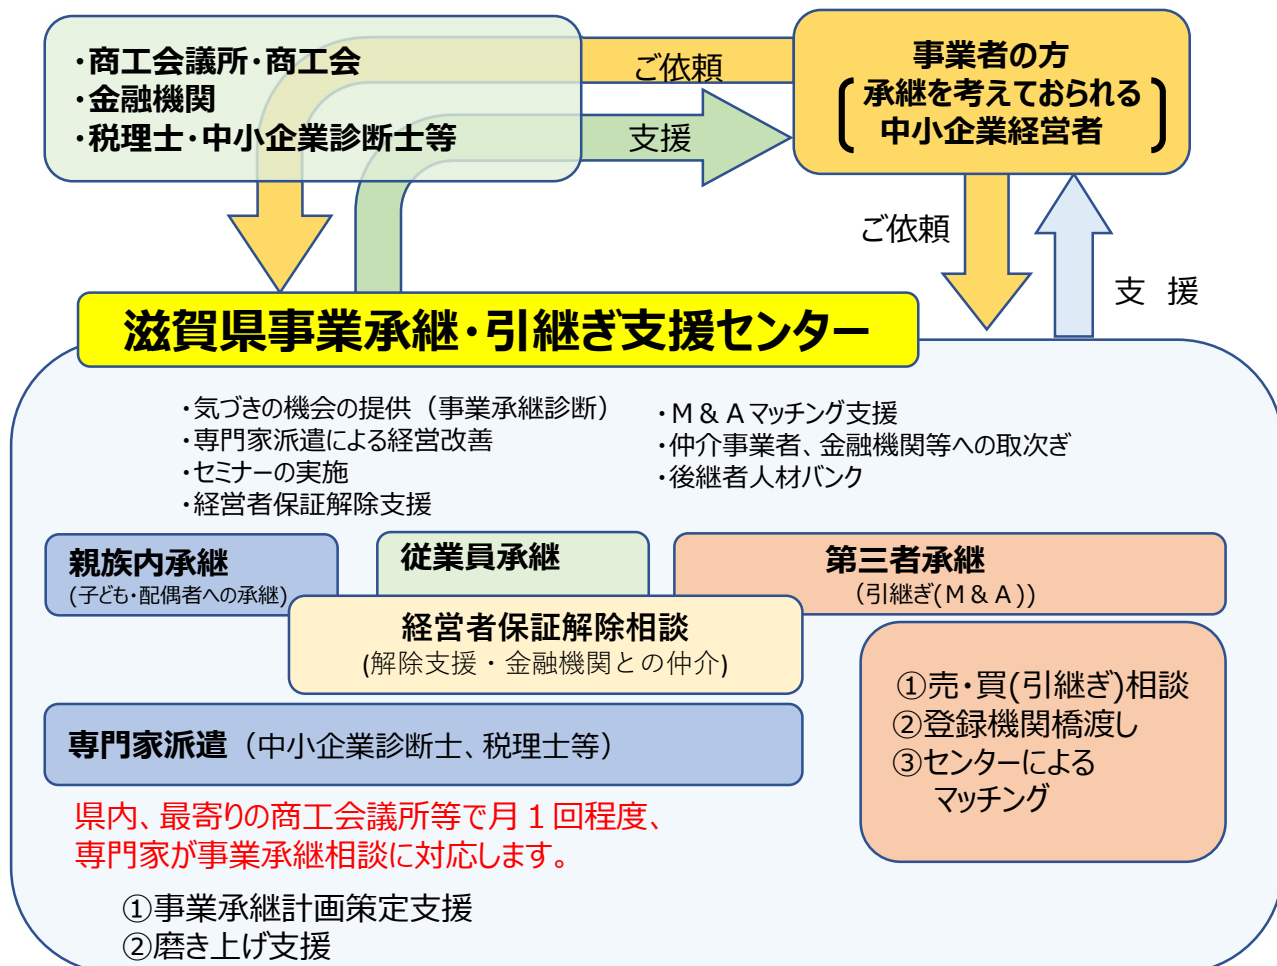 ・商工会議所・商工会
・金融機関
・税理士・中小企業診断士等
ご依頼
支援
事業者の方
承継を考えておられる
中小企業経営者
ご依頼
支 援
滋賀県事業承継・引継ぎ支援センター
・気づきの機会の提供（事業承継診断）
・専門家派遣による経営改善
・セミナーの実施
・経営者保証解除支援
・Ｍ＆Ａマッチング支援
・仲介事業者、金融機関等への取次ぎ
・後継者人材バンク
親族内承継
(子ども・配偶者への承継)
従業員承継
第三者承継
（引継ぎ(Ｍ＆Ａ））
経営者保証解除相談
(解除支援・金融機関との仲介)
専門家派遣（中小企業診断士、税理士等）
県内、最寄りの商工会議所等で月１回程度、
専門家が事業承継相談に対応します。
①事業承継計画策定支援
②磨き上げ支援
①売・買(引継ぎ)相談
②登録機関橋渡し
③センターによる
マッチング